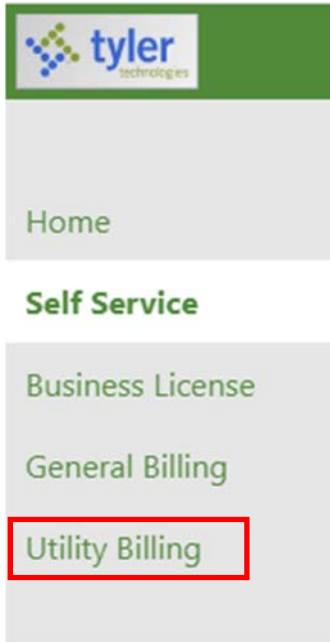 tyler
technologies
Home
Self Service
Business License
General Billing
Utility Billing